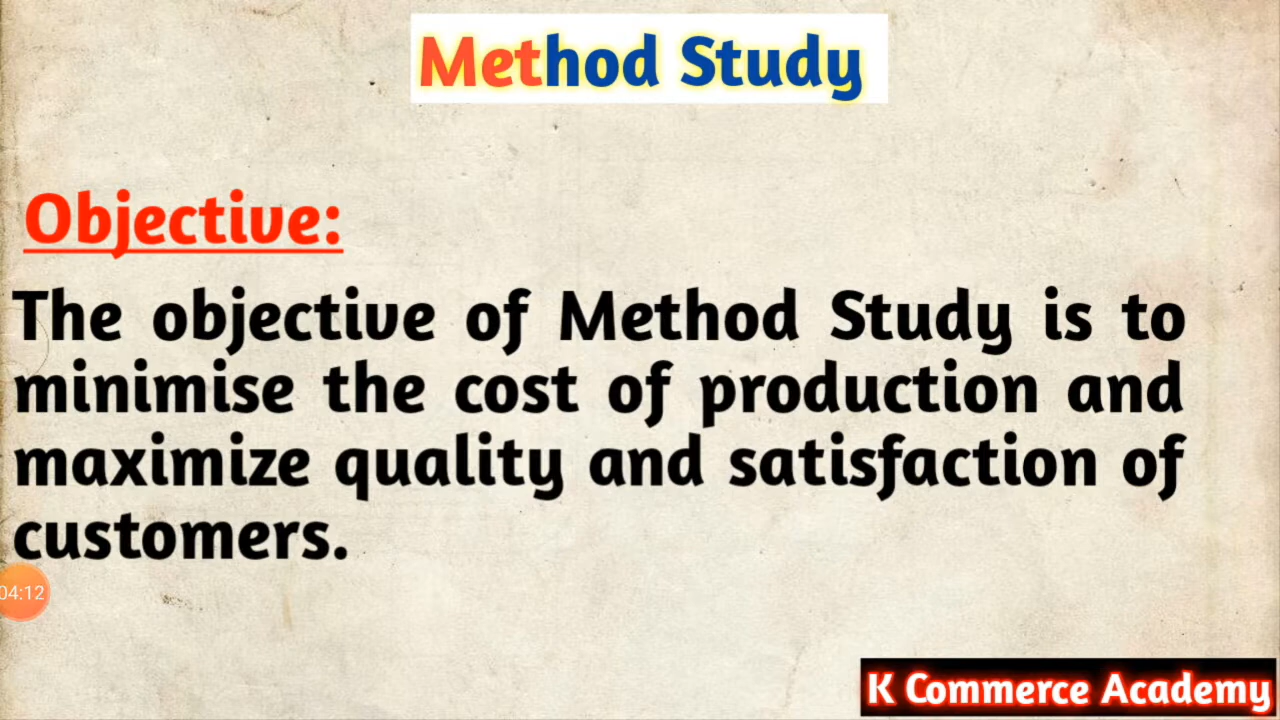 Method Study
Objective:
The objective of Method Study is to
minimise the cost of production and
maximize quality and satisfaction of
customers.
04:12
K Commerce Academy